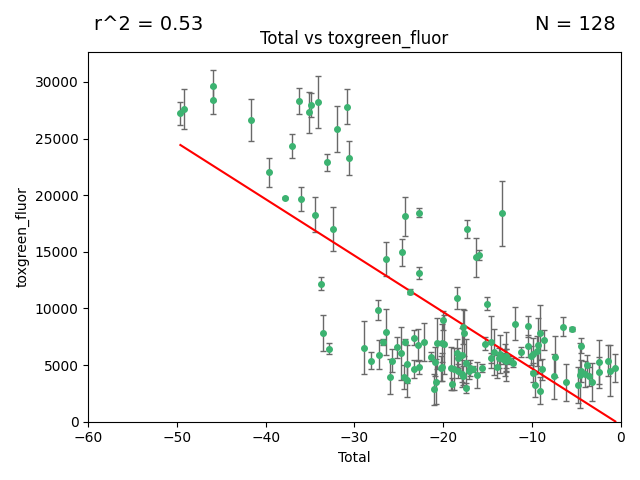 r^2 = 0.53 N = 128
Total vs toxgreen_fluor
30000
25000
20000
15000
10000
5000
0
toxgreen_fluor
−60 −50 −40 −30 −20 −10 0
Total